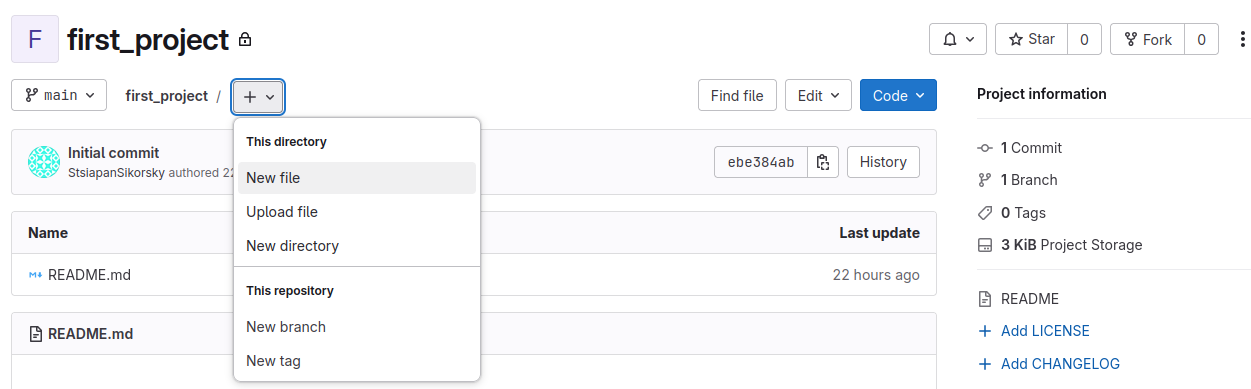 F first_project
Star 0 Fork 0
main first_project / + Find file Edit Code
Project information
This directory
New file
Upload file
New directory
This repository
New branch
New tag
Initial commit
StsiapanSikorsky authored 22
ebe384ab History
Name Last update
README.md 22 hours ago
README.md
1 Commit
1 Branch
0 Tags
3 KiB Project Storage
README
+ Add LICENSE
+ Add CHANGELOG